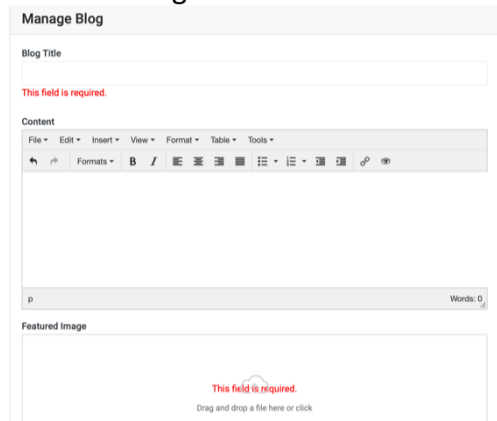 Manage Blog
Blog Title
This field is required.
Content
File Edit Insert View Format Table Tools
Formats B I
p Words: 0
Featured Image
This field is required.
Drag and drop a file here or click